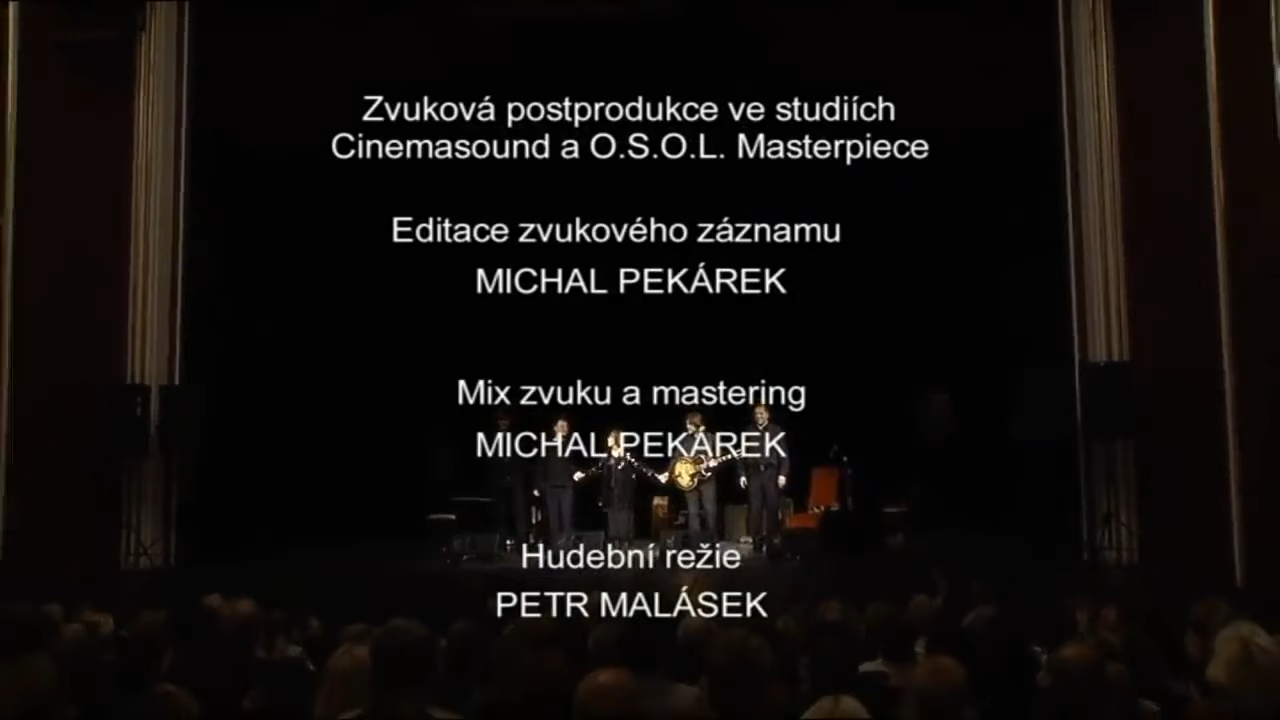 Zvuková postprodukce ve studiích
Cinemasound a O.S.O.L. Masterpiece
Editace zvukového záznamu
MICHAL PEKÁREK
Mix zvuku a mastering
MICHAL PEKÁREK
Hudební režie
PETR MALÁSEK